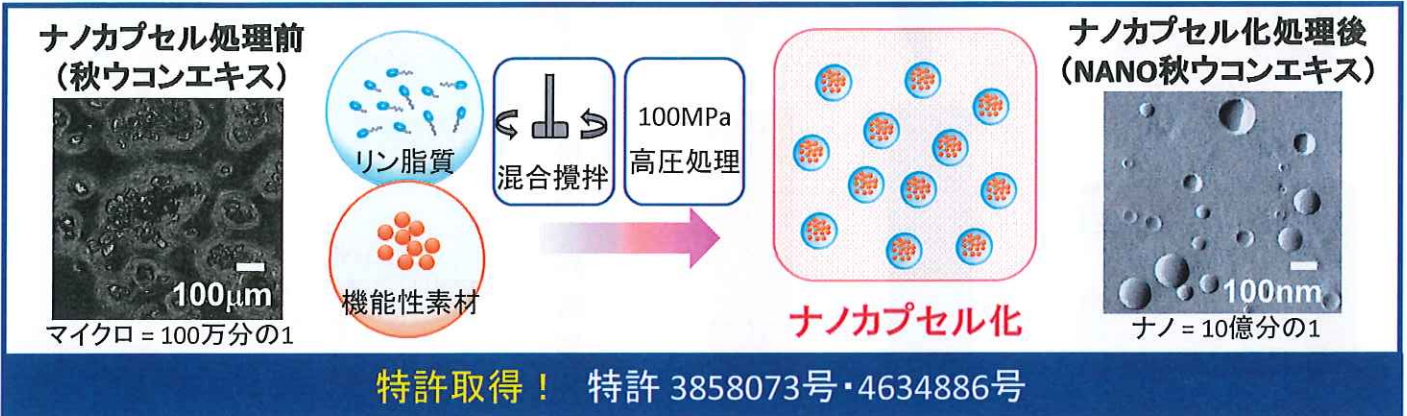 ナノカプセル処理前
(秋ウコンエキス)
100μm
マイクロ = 100万分の1
リン脂質
機能性素材
混合攪拌
100MPa
高圧処理
ナノカプセル化
ナノカプセル化処理後
(NANO秋ウコンエキス)
100nm
ナノ = 10億分の1
特許取得! 特許 3858073号・4634886号